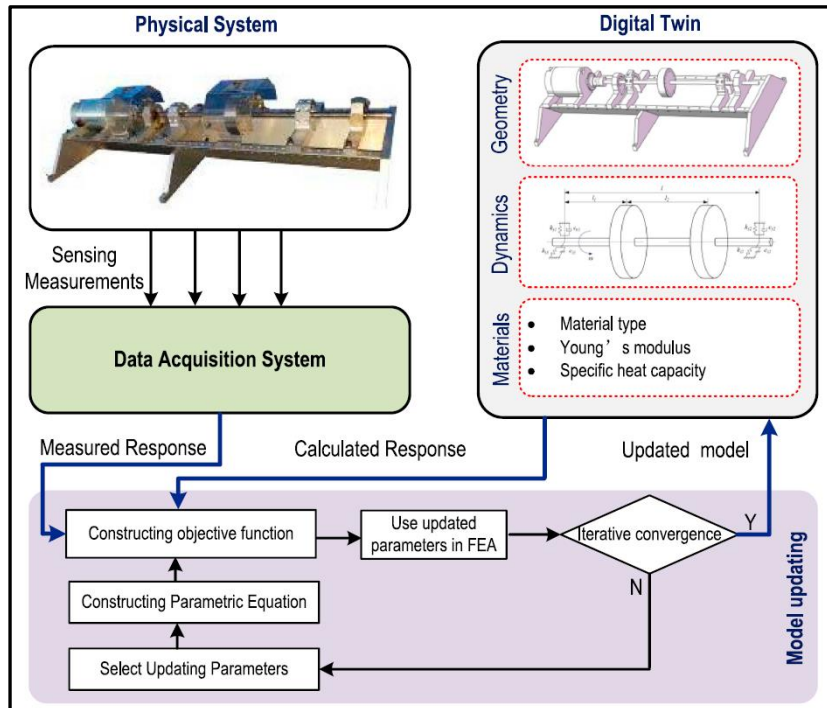 Physical System
Digital Twin
Geometry
Dynamics
Materials
• Material type
• Young’s modulus
• Specific heat capacity
Sensing
Measurements
Data Acquisition System
Measured Response
Calculated Response
Updated model
Constructing objective function
Use updated
parameters in FEA
Iterative convergence
Y
N
Constructing Parametric Equation
Select Updating Parameters
Model updating